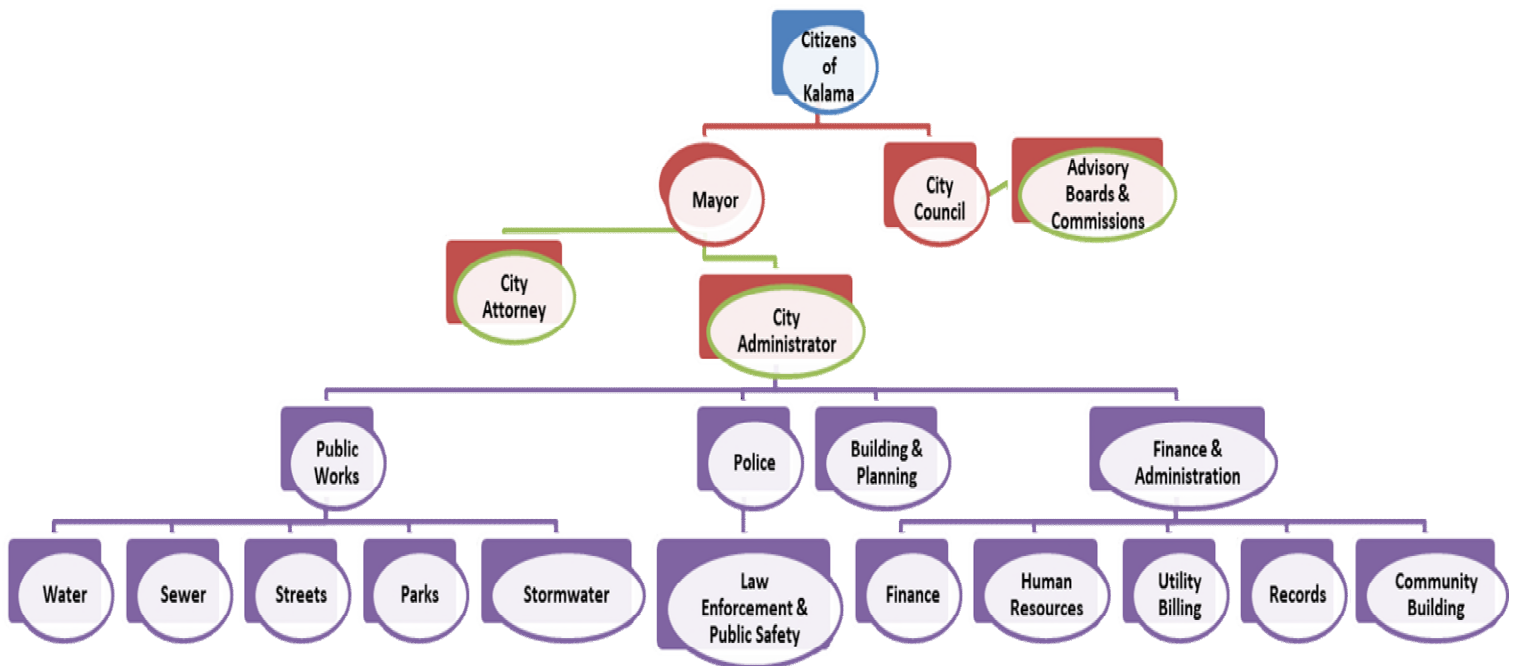 Citizens
of
Kalama
Mayor
City
Council
Advisory
Boards &
Commissions
City
Attorney
City
Administrator
Public
Works
Police
Building &
Planning
Finance &
Administration
Water
Sewer
Streets
Parks
Stormwater
Law
Enforcement &
Public Safety
Finance
Human
Resources
Utility
Billing
Records
Community
Building